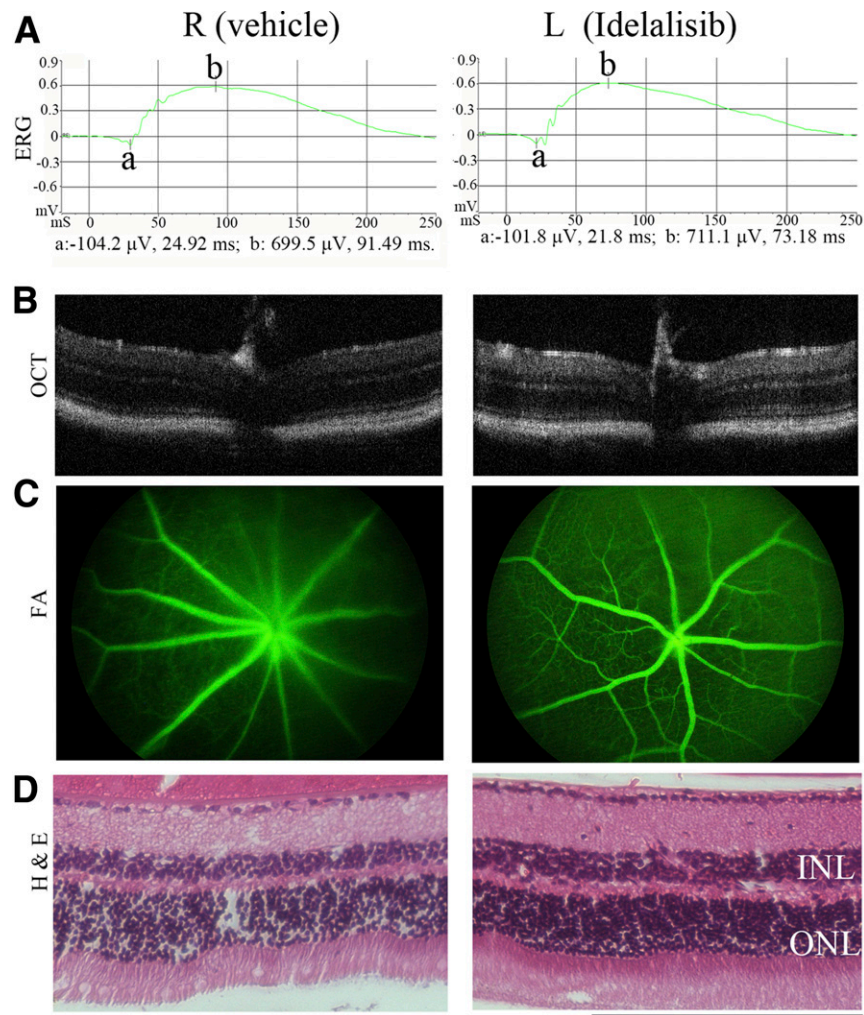 A
R (vehicle)
L (Idelalisib)
ERG
0.9
0.6
0.3
0
-0.3
-0.6
mV
mS
0
50
100
150
200
250
b
a
a:-104.2 µV, 24.92 ms; b: 699.5 µV, 91.49 ms.
0.9
0.6
0.3
0
-0.3
-0.6
mV
mS
0
50
100
150
200
250
b
a
a:-101.8 µV, 21.8 ms; b: 711.1 µV, 73.18 ms
B
OCT
C
FA
D
H & E
INL
ONL